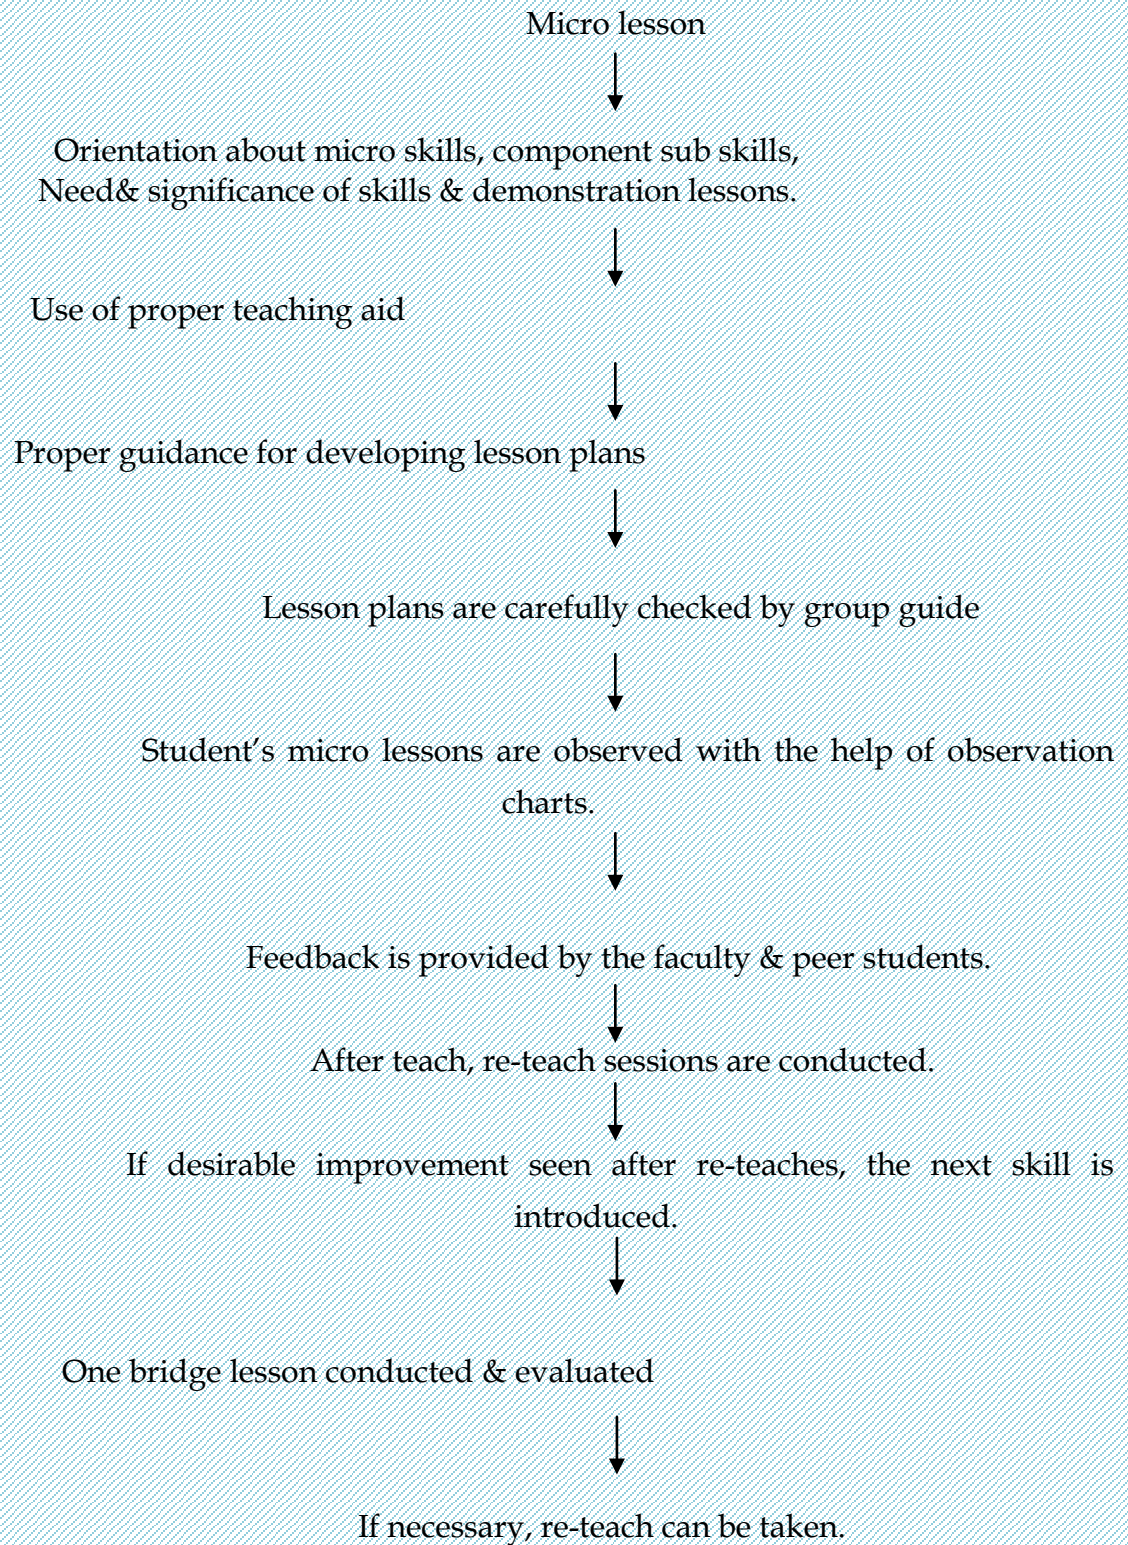 Micro lesson
Orientation about micro skills, component sub skills,
Need& significance of skills & demonstration lessons.
Use of proper teaching aid
Proper guidance for developing lesson plans
Lesson plans are carefully checked by group guide
Student’s micro lessons are observed with the help of observation
charts.
Feedback is provided by the faculty & peer students.
After teach, re-teach sessions are conducted.
If desirable improvement seen after re-teaches, the next skill is
introduced.
One bridge lesson conducted & evaluated
If necessary, re-teach can be taken.